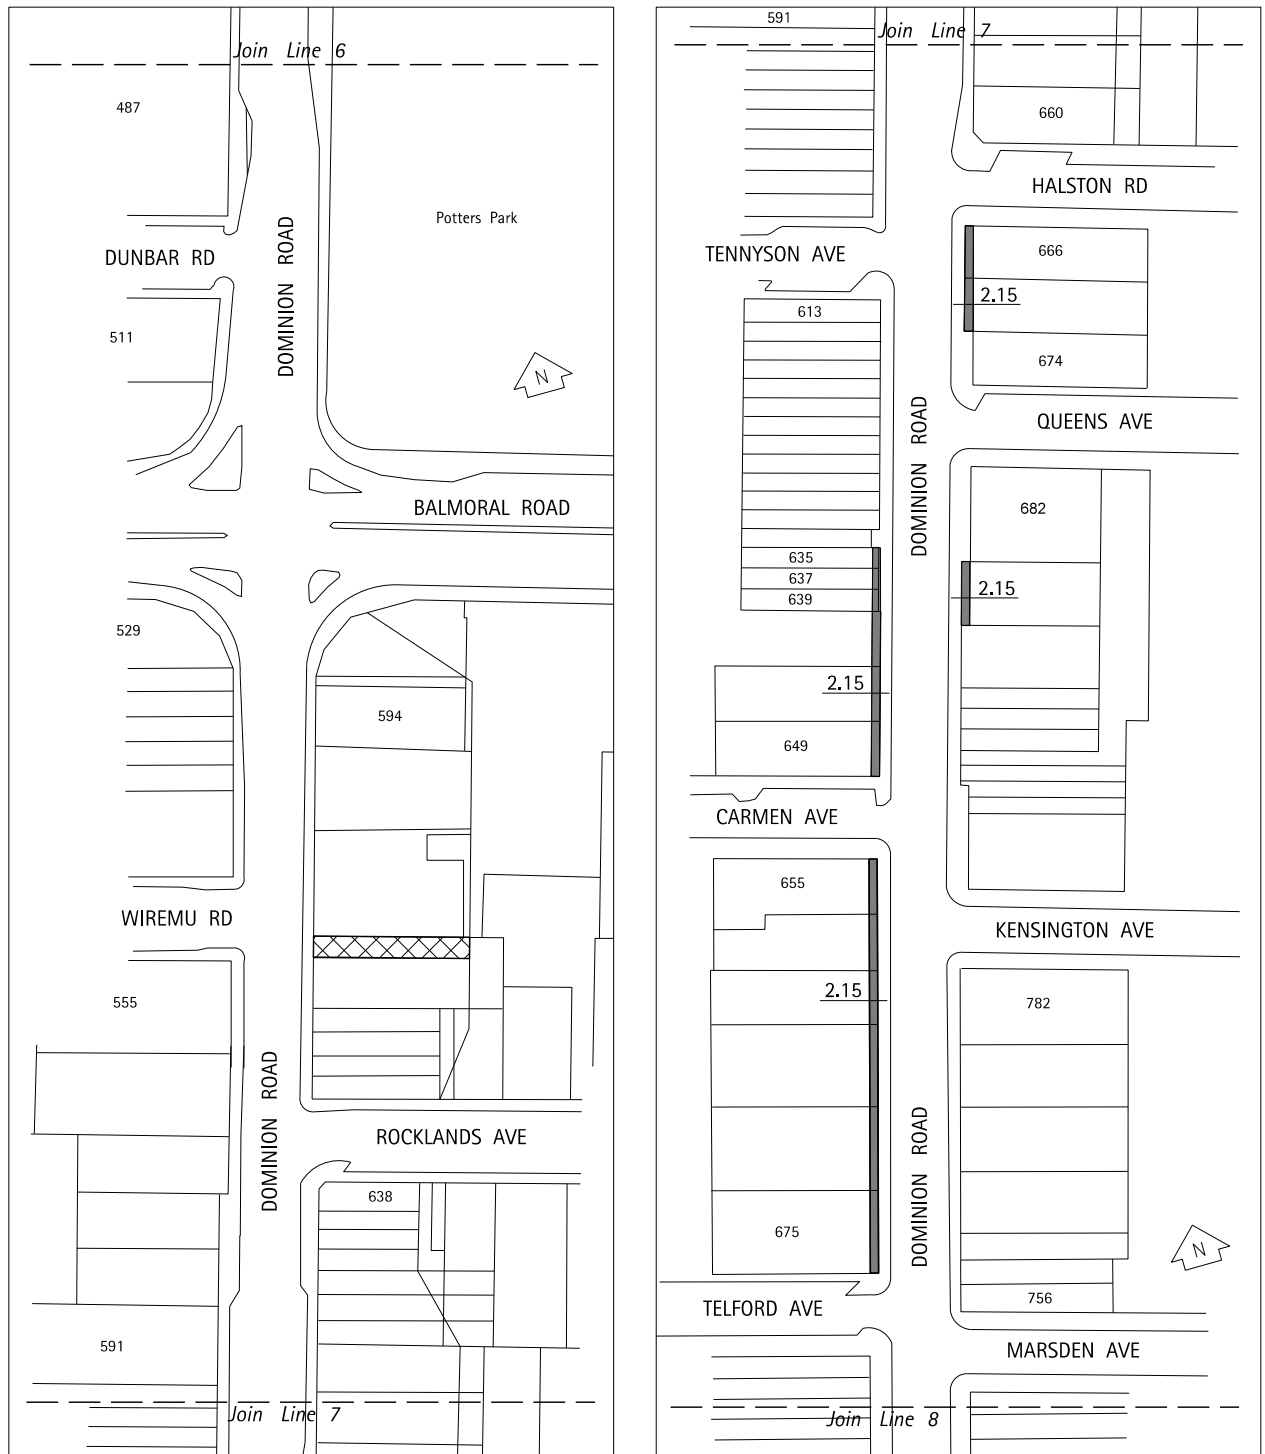 Join Line 6
487
Potters Park
DUNBAR RD
DOMINION ROAD
511
N
BALMORAL ROAD
529
594
WIREMU RD
555
DOMINION ROAD
ROCKLANDS AVE
638
591
Join Line 7
591
Join Line 7
660
HALSTON RD
TENNYSON AVE
666
2.15
613
674
DOMINION ROAD
QUEENS AVE
682
635
637
2.15
639
2.15
649
CARMEN AVE
655
KENSINGTON AVE
2.15
782
DOMINION ROAD
675
N
756
TELFORD AVE
MARSDEN AVE
Join Line 8